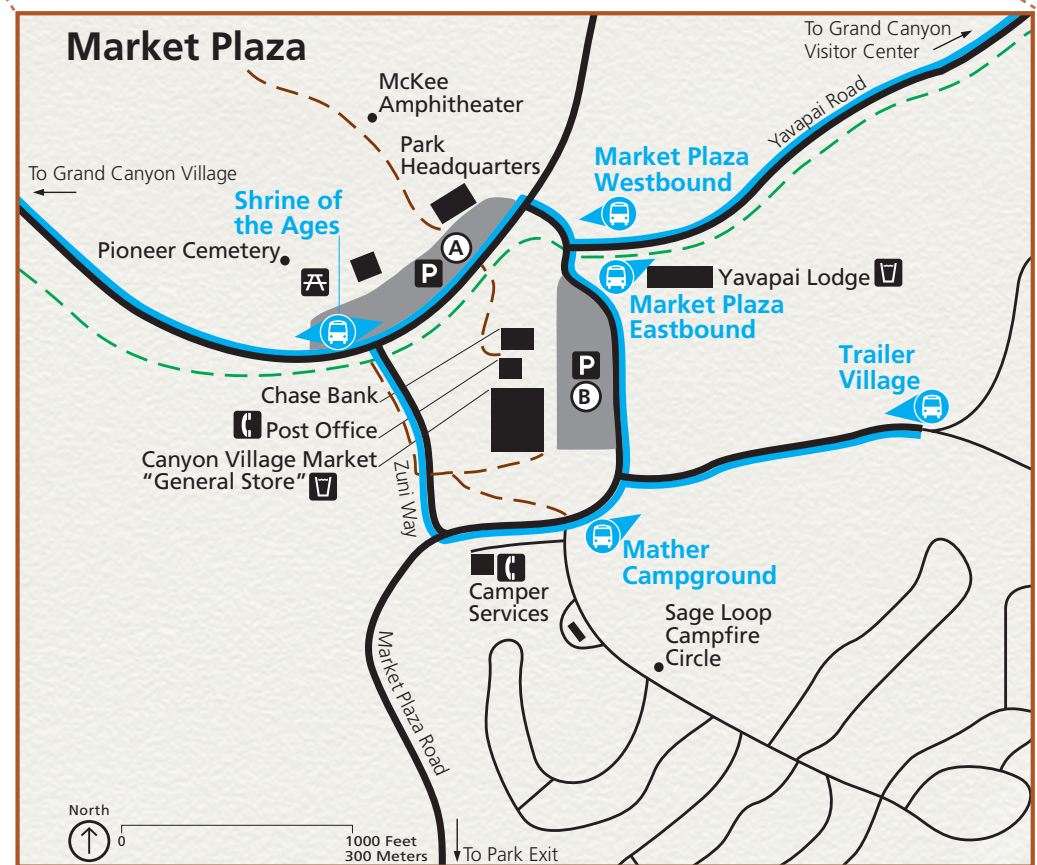 Market Plaza
To Grand Canyon
Visitor Center
McKee
Amphitheater
Yavapai Road
Park
Headquarters
Market Plaza
Westbound
To Grand Canyon Village
Shrine of
the Ages
Pioneer Cemetery
A
P
Yavapai Lodge
Market Plaza
Eastbound
Trailer
Village
P
B
Chase Bank
Post Office
Canyon Village Market
"General Store"
Zuni Way
Mather
Campground
Camper
Services
Sage Loop
Campfire
Circle
Market Plaza Road
North
0
1000 Feet
300 Meters
To Park Exit